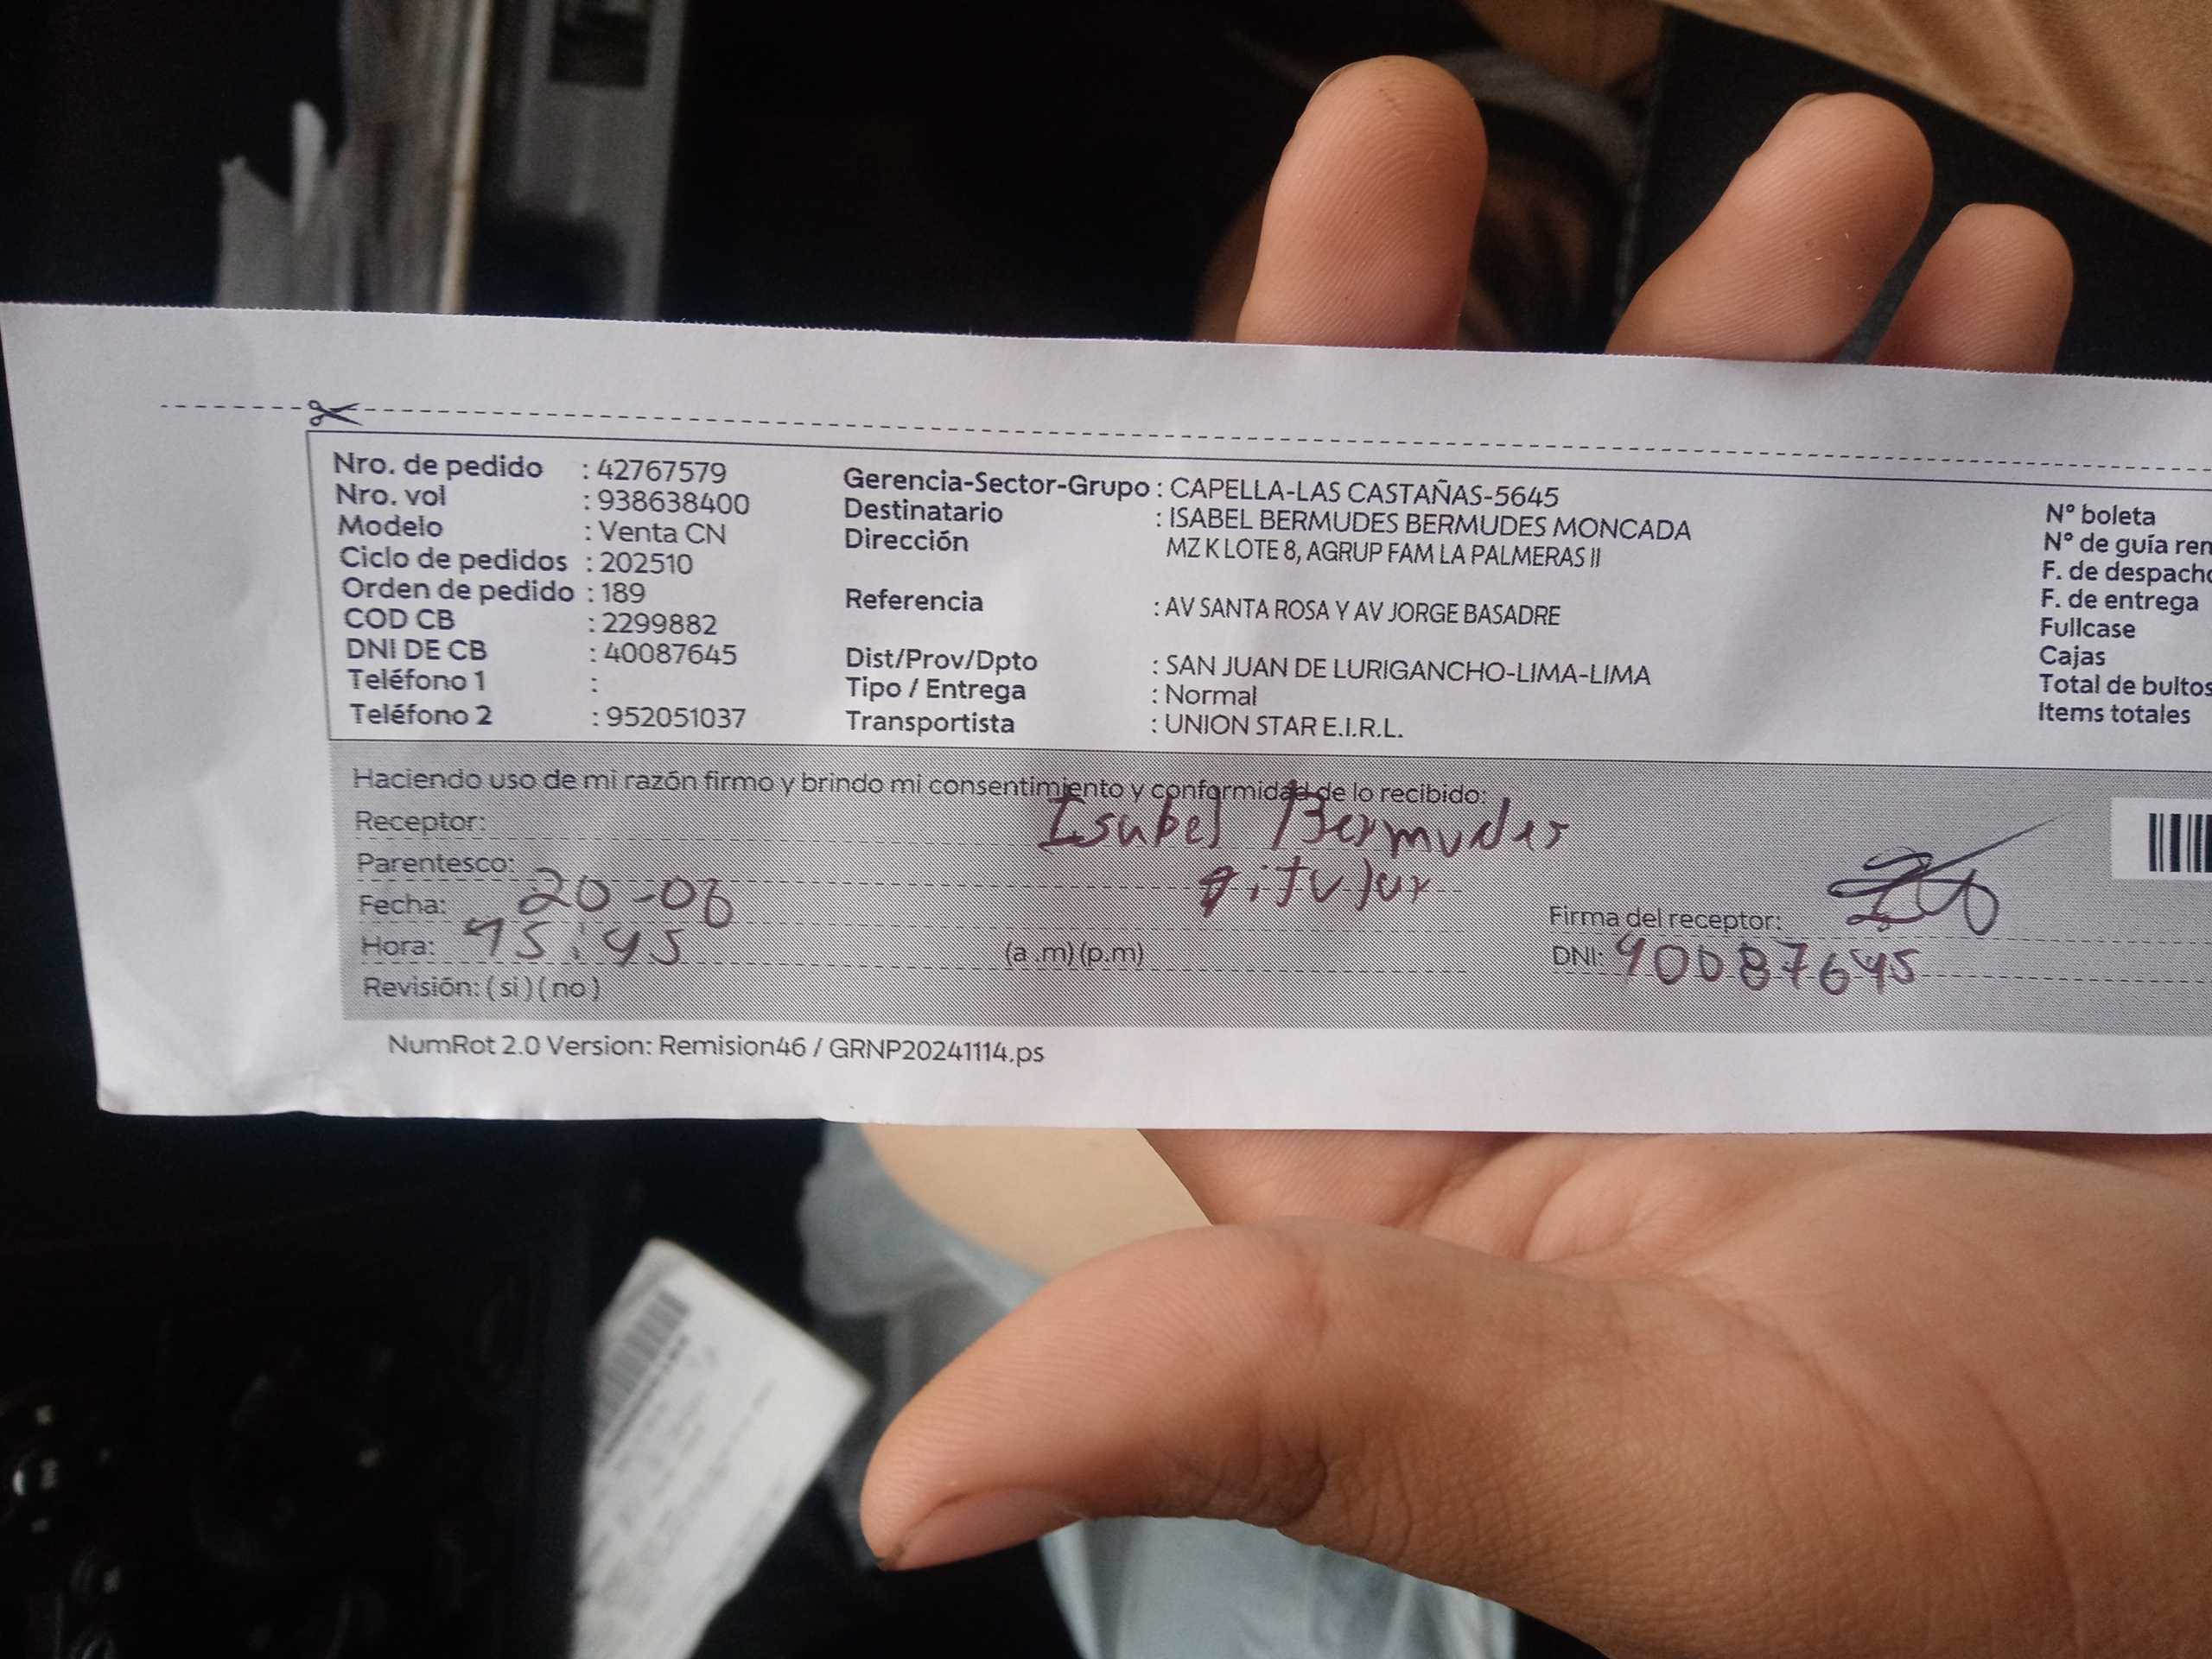 Nro. de pedido : 42767579
Nro. vol : 938638400
Modelo : Venta CN
Ciclo de pedidos : 202510
Orden de pedido : 189
COD CB : 2299882
DNI DE CB : 40087645
Teléfono 1 :
Teléfono 2 : 952051037
Gerencia-Sector-Grupo : CAPELLA-LAS CASTAÑAS-5645
Destinatario : ISABEL BERMUDES BERMUDES MONCADA
Dirección MZ K LOTE 8, AGRUP FAM LA PALMERAS II
Referencia : AV SANTA ROSA Y AV JORGE BASADRE
Dist/Prov/Dpto : SAN JUAN DE LURIGANCHO-LIMA-LIMA
Tipo / Entrega : Normal
Transportista : UNION STAR E.I.R.L.
N° boleta
N° de guía rem
F. de despacho
F. de entrega
Fullcase
Cajas
Total de bultos
Items totales
Haciendo uso de mi razón firmo y brindo mi consentimiento y conformidad de lo recibido:
Receptor: Isabel Bermudes
Parentesco: titular
Fecha: 20-06
Hora: 15:45 (a.m) (p.m)
Revisión: ( si ) ( no )
Firma del receptor:
DNI: 40087645
NumRot 2.0 Version: Remision46 / GRNP20241114.ps